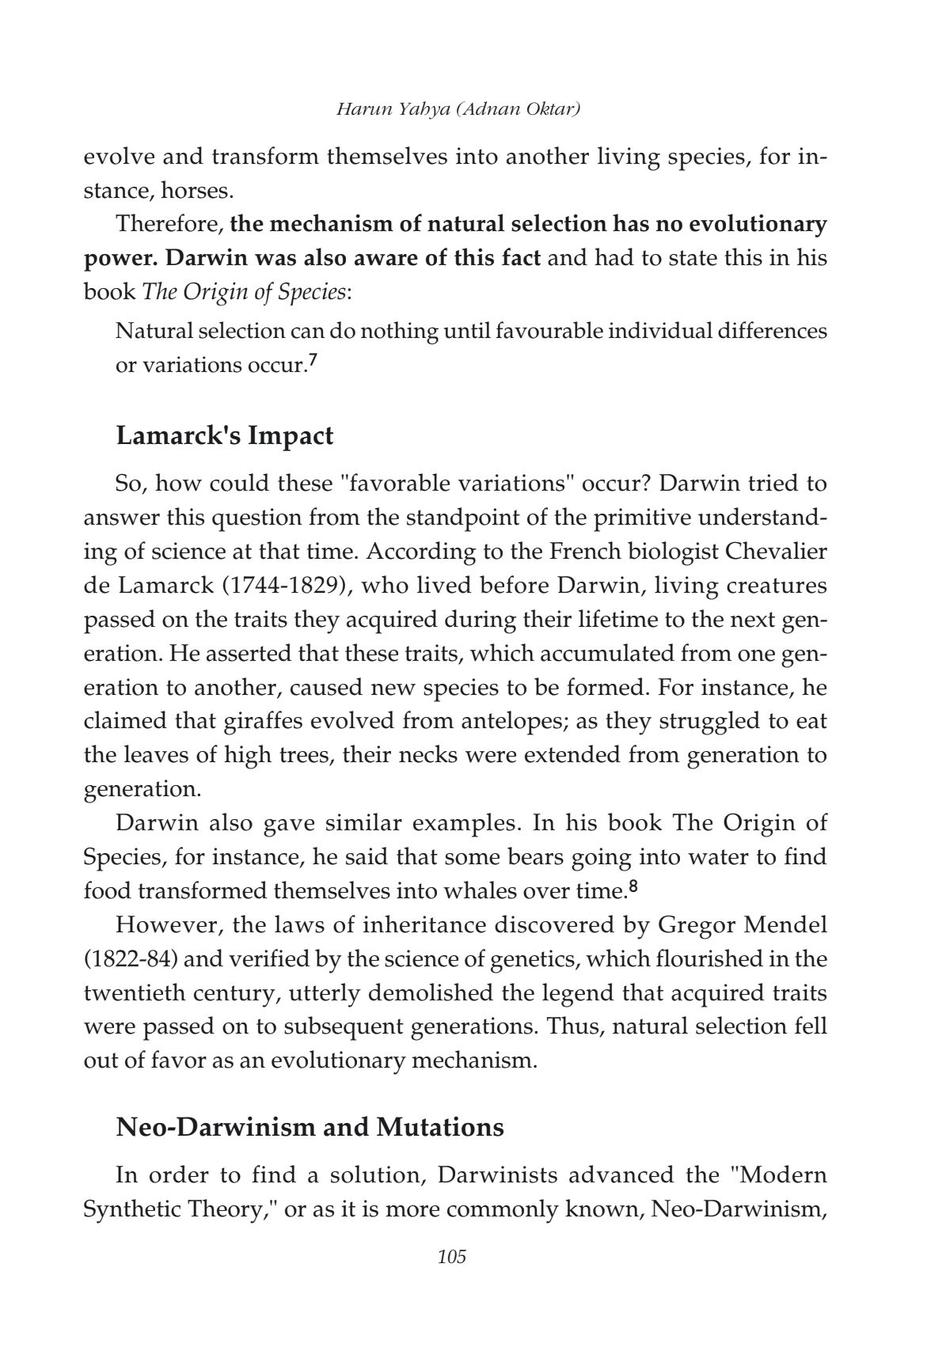 Harun Yahya (Adnan Oktar)
evolve and transform themselves into another living species, for in-
stance, horses.
Therefore, the mechanism of natural selection has no evolutionary
power. Darwin was also aware of this fact and had to state this in his
book The Origin of Species:
Natural selection can do nothing until favourable individual differences
or variations occur.7
Lamarck's Impact
So, how could these "favorable variations" occur? Darwin tried to
answer this question from the standpoint of the primitive understand-
ing of science at that time. According to the French biologist Chevalier
de Lamarck (1744-1829), who lived before Darwin, living creatures
passed on the traits they acquired during their lifetime to the next gen-
eration. He asserted that these traits, which accumulated from one gen-
eration to another, caused new species to be formed. For instance, he
claimed that giraffes evolved from antelopes; as they struggled to eat
the leaves of high trees, their necks were extended from generation to
generation.
Darwin also gave similar examples. In his book The Origin of
Species, for instance, he said that some bears going into water to find
food transformed themselves into whales over time.8
However, the laws of inheritance discovered by Gregor Mendel
(1822-84) and verified by the science of genetics, which flourished in the
twentieth century, utterly demolished the legend that acquired traits
were passed on to subsequent generations. Thus, natural selection fell
out of favor as an evolutionary mechanism.
Neo-Darwinism and Mutations
In order to find a solution, Darwinists advanced the "Modern
Synthetic Theory," or as it is more commonly known, Neo-Darwinism,
105